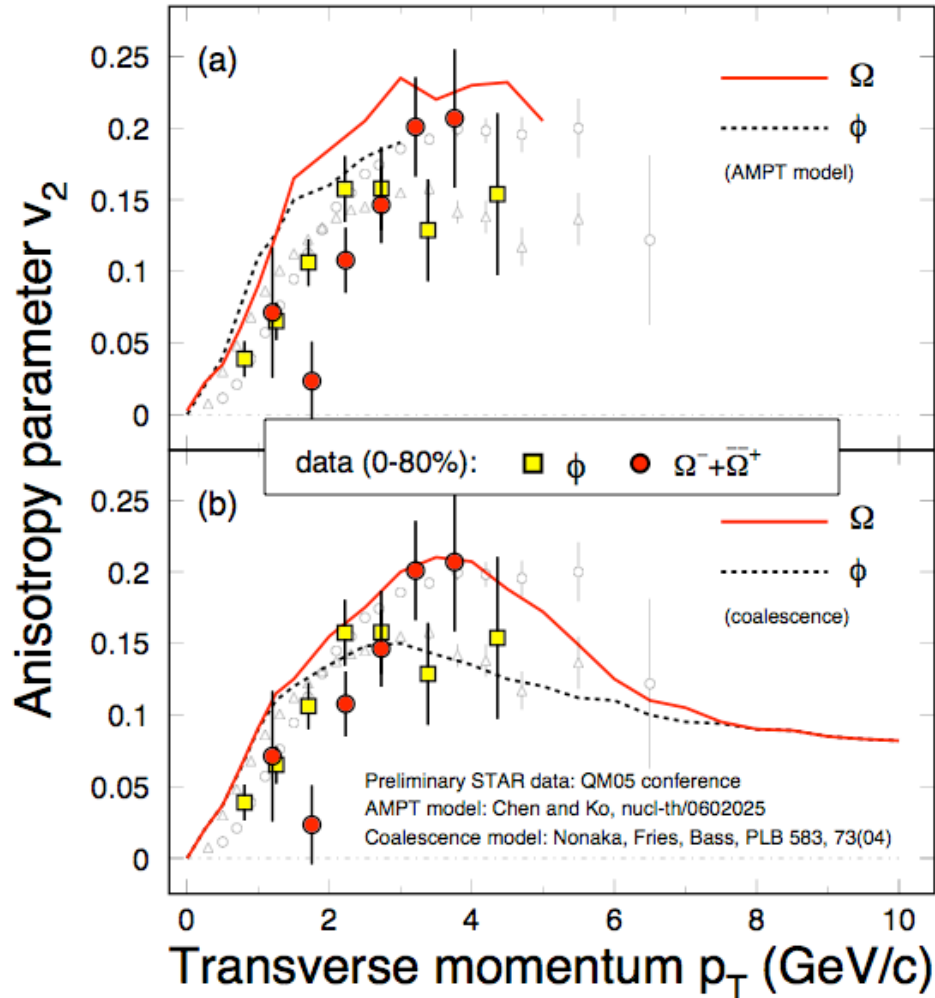 Anisotropy parameter v₂
(a)
0.25
0.2
0.15
0.1
0.05
0
Ω
ϕ
(AMPT model)
data (0-80%): ϕ Ω⁻+Ω̅⁺
(b)
0.25
0.2
0.15
0.1
0.05
0
Ω
ϕ
(coalescence)
Preliminary STAR data: QM05 conference
AMPT model: Chen and Ko, nucl-th/0602025
Coalescence model: Nonaka, Fries, Bass, PLB 583, 73(04)
0 2 4 6 8 10
Transverse momentum p_T (GeV/c)